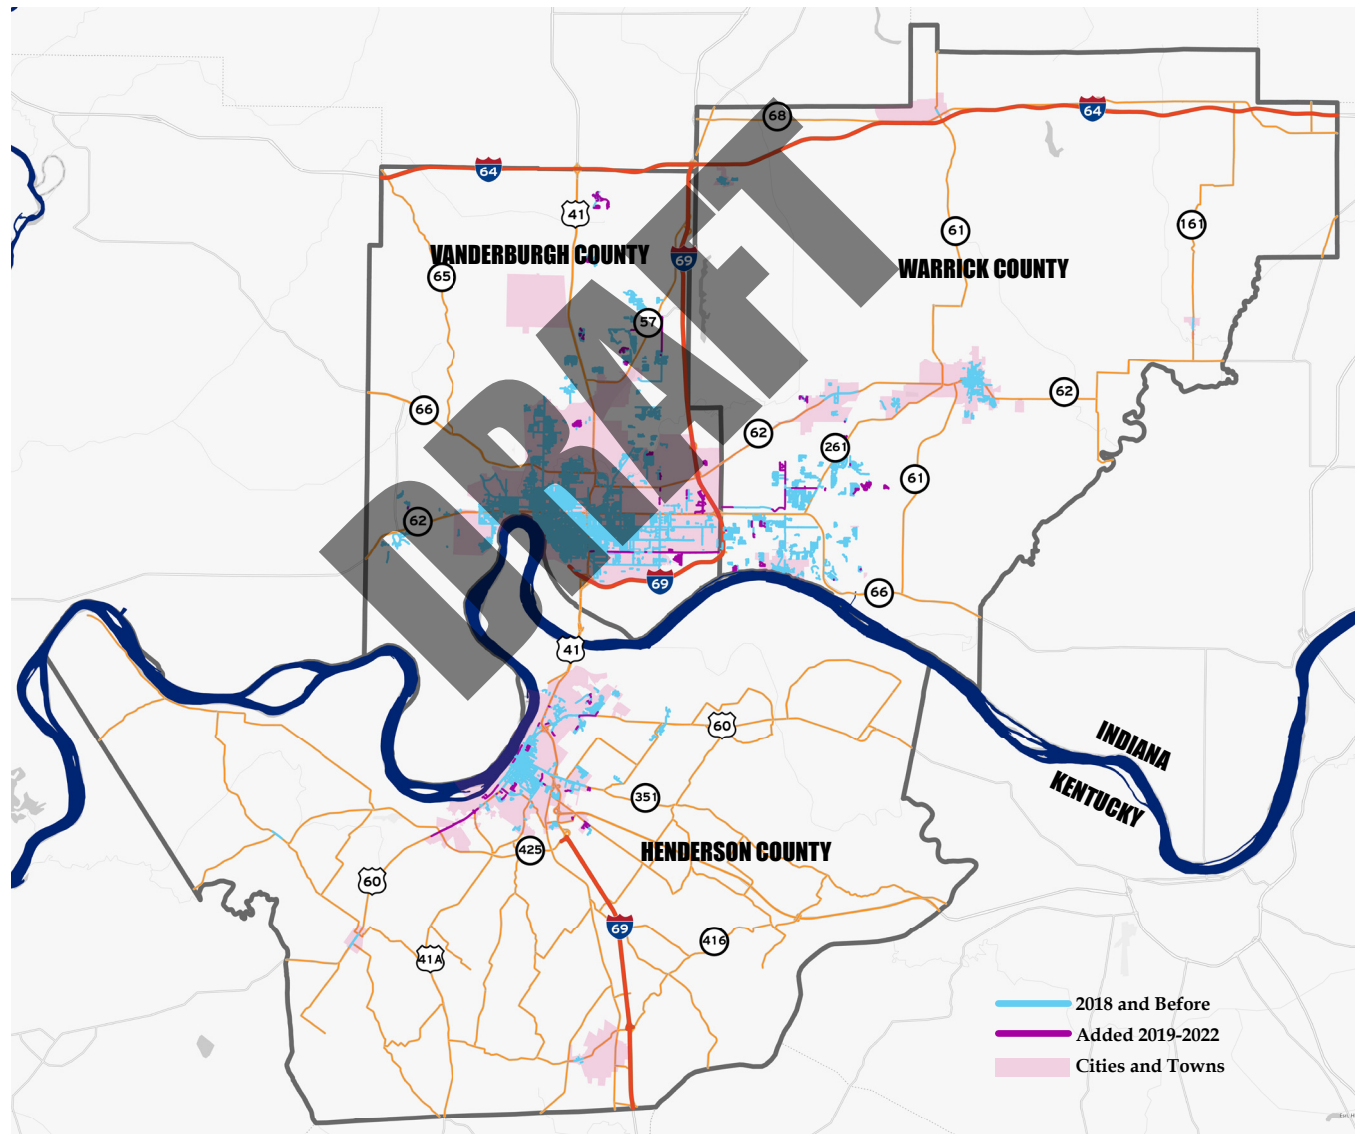 68
64
64
41
61
161
VANDERBURGH COUNTY
69
WARRICK COUNTY
65
57
62
66
62
261
61
62
69
66
41
INDIANA
60
KENTUCKY
351
HENDERSON COUNTY
425
60
69
416
41A
2018 and Before
Added 2019-2022
Cities and Towns
DRAFT